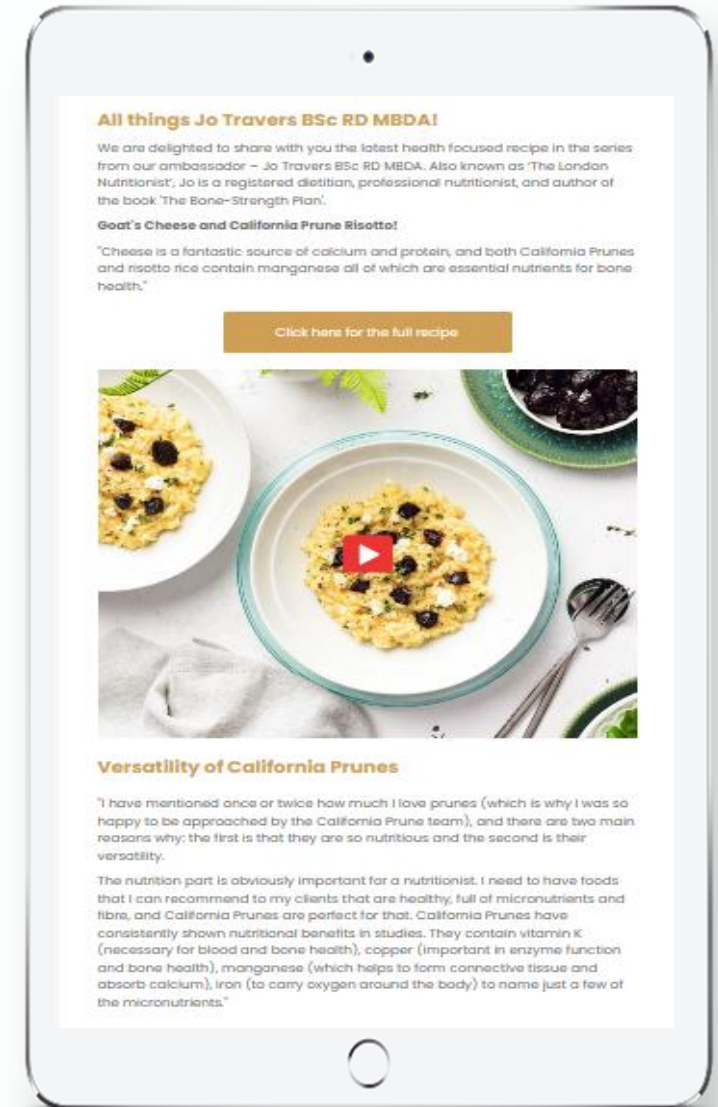 All things Jo Travers BSc RD MBDA!
We are delighted to share with you the latest health focused recipe in the series
from our ambassador – Jo Travers BSc RD MBDA. Also known as 'The London
Nutritionist', Jo is a registered dietitian, professional nutritionist, and author of
the book 'The Bone-Strength Plan'.
Goat's Cheese and California Prune Risotto!
"Cheese is a fantastic source of calcium and protein, and both California Prunes
and risotto rice contain manganese all of which are essential nutrients for bone
health."
Click here for the full recipe
Versatility of California Prunes
"I have mentioned once or twice how much I love prunes (which is why I was so
happy to be approached by the California Prune team), and there are two main
reasons why: the first is that they are so nutritious and the second is their
versatility.
The nutrition part is obviously important for a nutritionist. I need to have foods
that I can recommend to my clients that are healthy, full of micronutrients and
fibre, and California Prunes are perfect for that. California Prunes have
consistently shown nutritional benefits in studies. They contain vitamin K
(necessary for blood and bone health), copper (important in enzyme function
and bone health), manganese (which helps to form connective tissue and
absorb calcium), iron (to carry oxygen around the body) to name just a few of
the micronutrients."